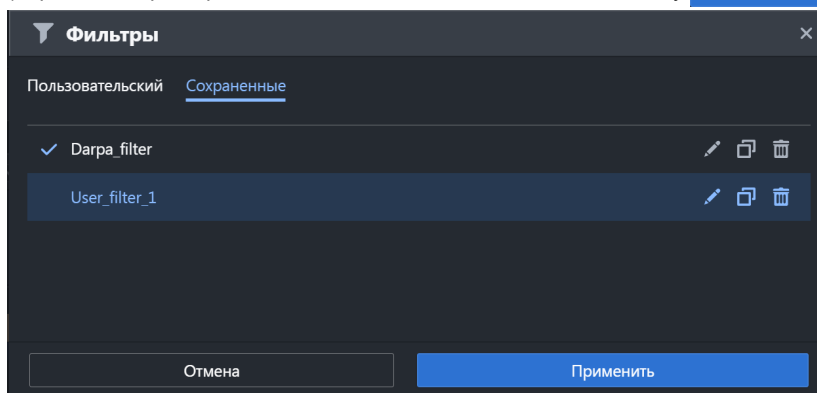 Фильтры
Пользовательский Сохраненные
Darpa_filter
User_filter_1
Отмена Применить